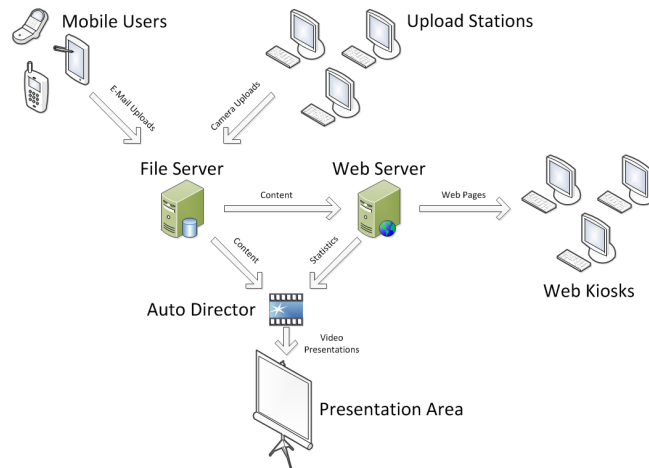 Mobile Users
Upload Stations
E-Mail Uploads
Camera Uploads
File Server
Web Server
Content
Web Pages
Content
Statistics
Web Kiosks
Auto Director
Video
Presentations
Presentation Area